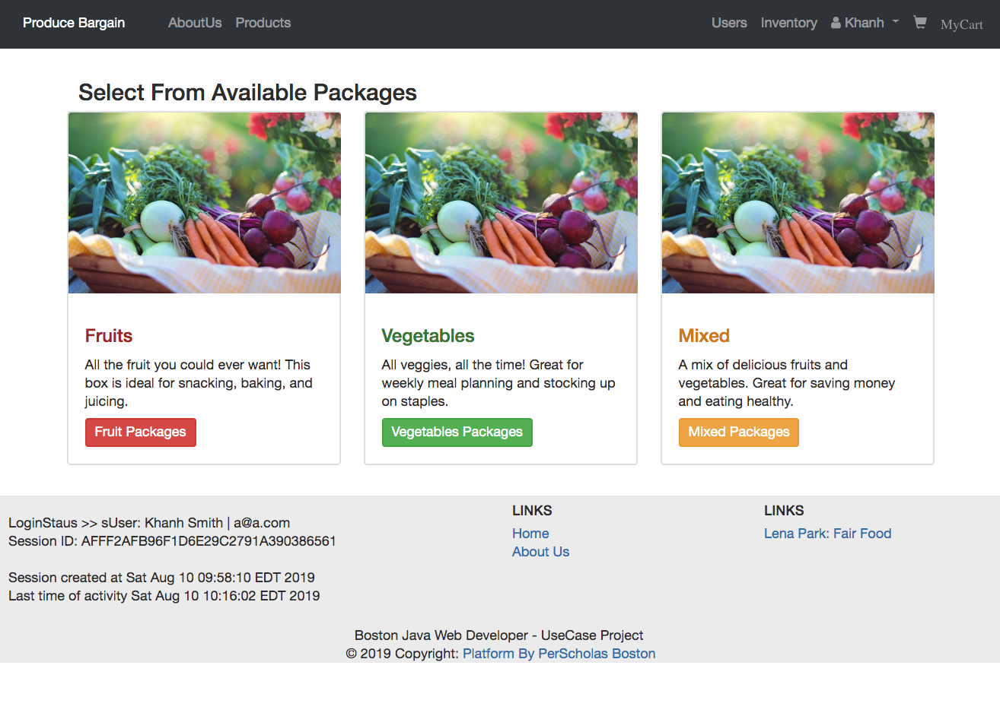 Produce Bargain AboutUs Products Users Inventory Khanh MyCart
Select From Available Packages
Fruits
All the fruit you could ever want! This
box is ideal for snacking, baking, and
juicing.
Fruit Packages
Vegetables
All veggies, all the time! Great for
weekly meal planning and stocking up
on staples.
Vegetables Packages
Mixed
A mix of delicious fruits and
vegetables. Great for saving money
and eating healthy.
Mixed Packages
LoginStaus >> sUser: Khanh Smith | a@a.com
Session ID: AFFF2AFB96F1D6E29C2791A390386561
Session created at Sat Aug 10 09:58:10 EDT 2019
Last time of activity Sat Aug 10 10:16:02 EDT 2019
LINKS
Home
About Us
LINKS
Lena Park: Fair Food
Boston Java Web Developer - UseCase Project
© 2019 Copyright: Platform By PerScholas Boston